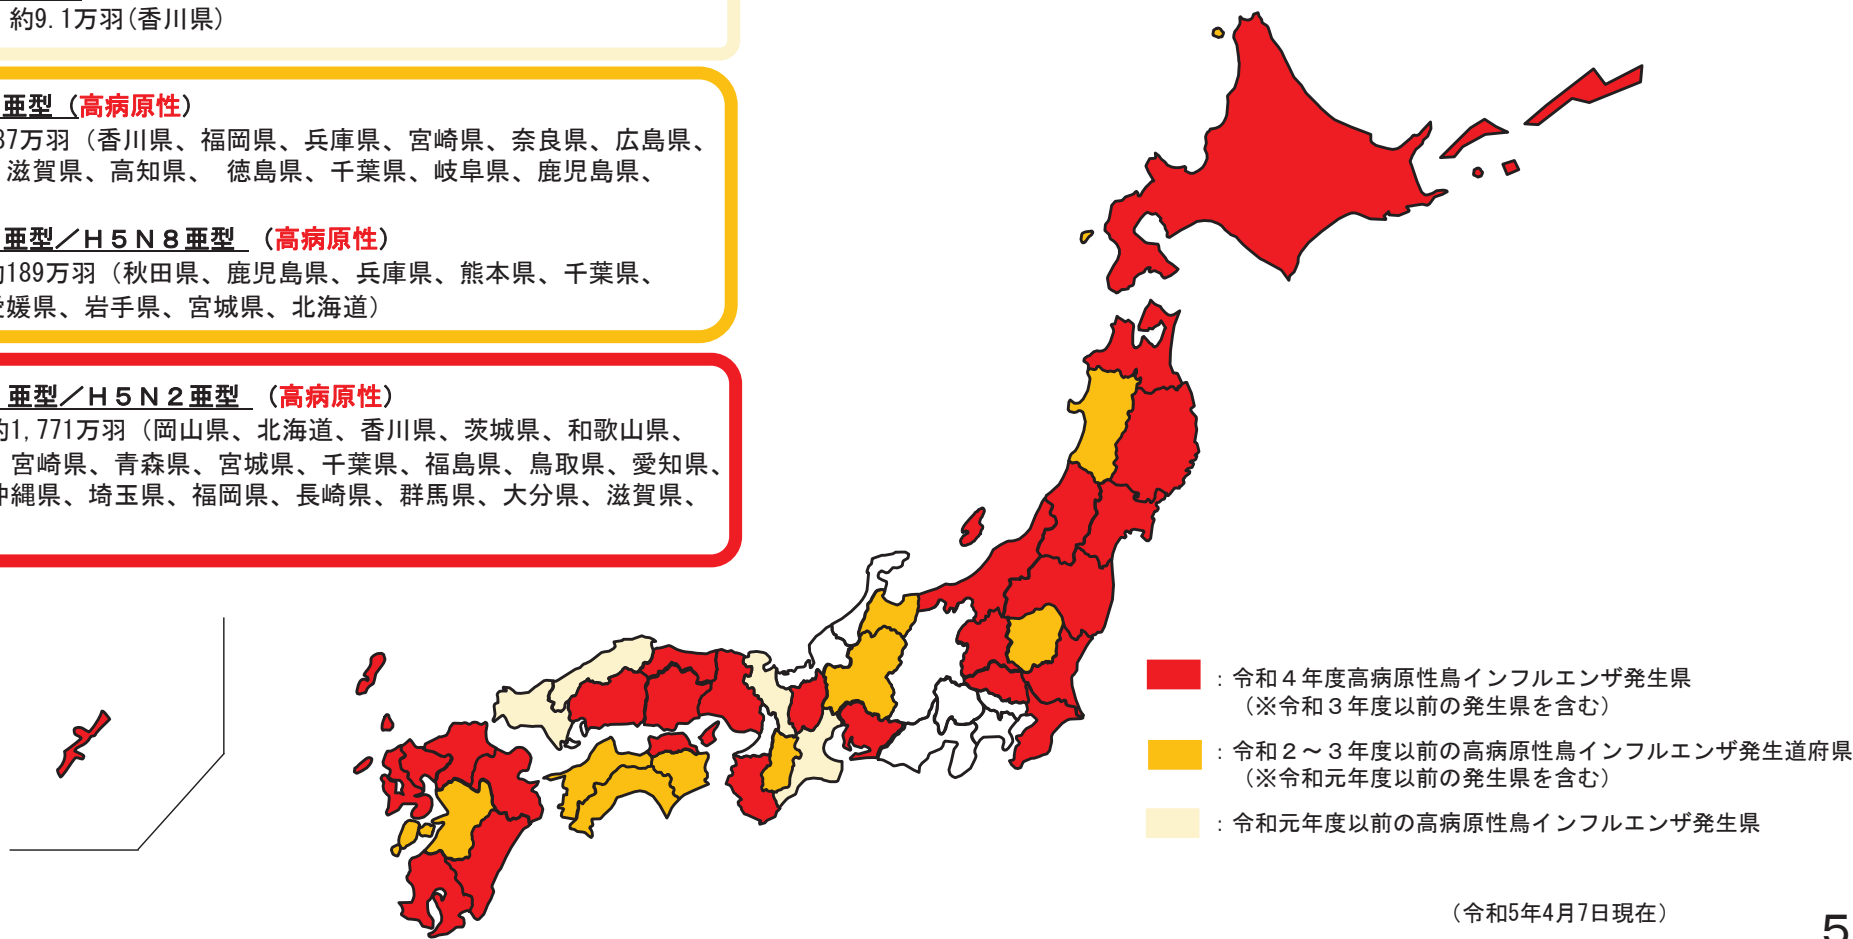 約9.1万羽(香川県)
亜型（高病原性）
37万羽（香川県、福岡県、兵庫県、宮崎県、奈良県、広島県、
滋賀県、高知県、　徳島県、千葉県、岐阜県、鹿児島県、
亜型／Ｈ５Ｎ８亜型　（高病原性）
約189万羽（秋田県、鹿児島県、兵庫県、熊本県、千葉県、
愛媛県、岩手県、宮城県、北海道）
亜型／Ｈ５Ｎ２亜型　（高病原性）
約1,771万羽（岡山県、北海道、香川県、茨城県、和歌山県、
宮崎県、青森県、宮城県、千葉県、福島県、鳥取県、愛知県、
沖縄県、埼玉県、福岡県、長崎県、群馬県、大分県、滋賀県、
：令和４年度高病原性鳥インフルエンザ発生県
（※令和３年度以前の発生県を含む）
：令和２～３年度以前の高病原性鳥インフルエンザ発生道府県
（※令和元年度以前の発生県を含む）
：令和元年度以前の高病原性鳥インフルエンザ発生県
（令和5年4月7日現在）
5